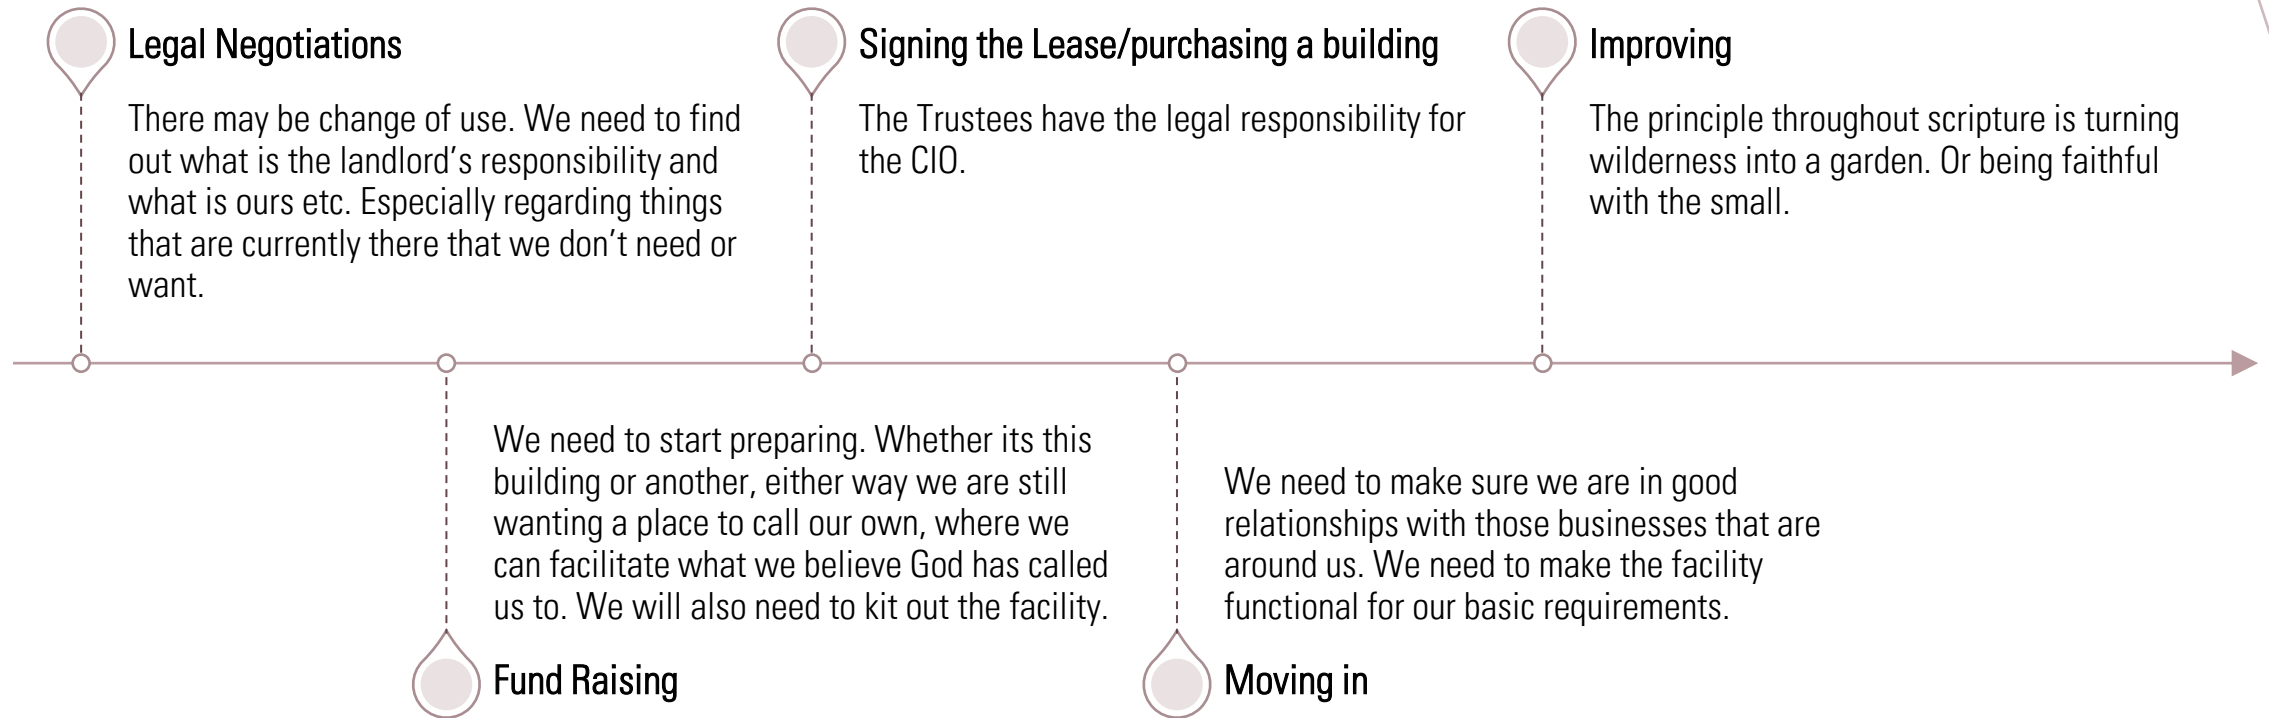 Legal Negotiations
There may be change of use. We need to find
out what is the landlord’s responsibility and
what is ours etc. Especially regarding things
that are currently there that we don’t need or
want.
We need to start preparing. Whether its this
building or another, either way we are still
wanting a place to call our own, where we
can facilitate what we believe God has called
us to. We will also need to kit out the facility.
Fund Raising
Signing the Lease/purchasing a building
The Trustees have the legal responsibility for
the CIO.
We need to make sure we are in good
relationships with those businesses that are
around us. We need to make the facility
functional for our basic requirements.
Moving in
Improving
The principle throughout scripture is turning
wilderness into a garden. Or being faithful
with the small.